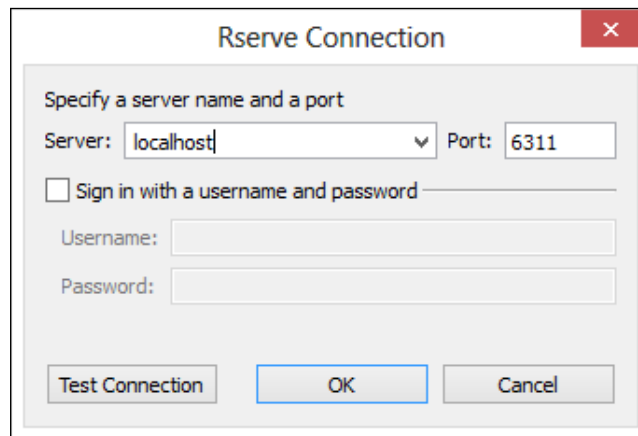 Rserve Connection
Specify a server name and a port
Server: localhost Port: 6311
Sign in with a username and password
Username:
Password:
Test Connection OK Cancel